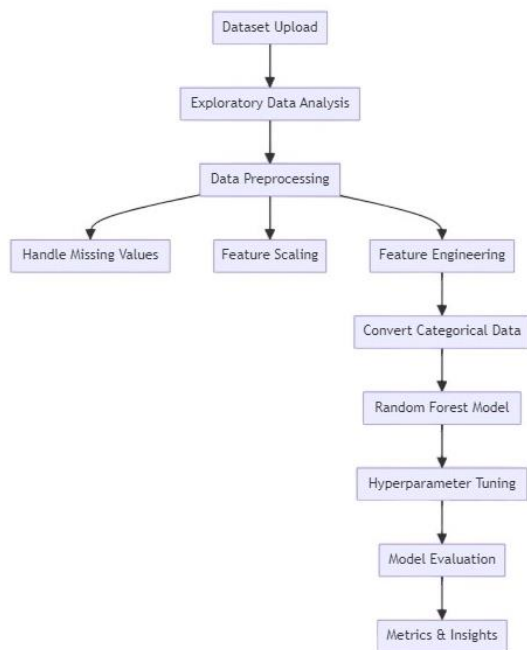 Dataset Upload
Exploratory Data Analysis
Data Preprocessing
Handle Missing Values
Feature Scaling
Feature Engineering
Convert Categorical Data
Random Forest Model
Hyperparameter Tuning
Model Evaluation
Metrics & Insights